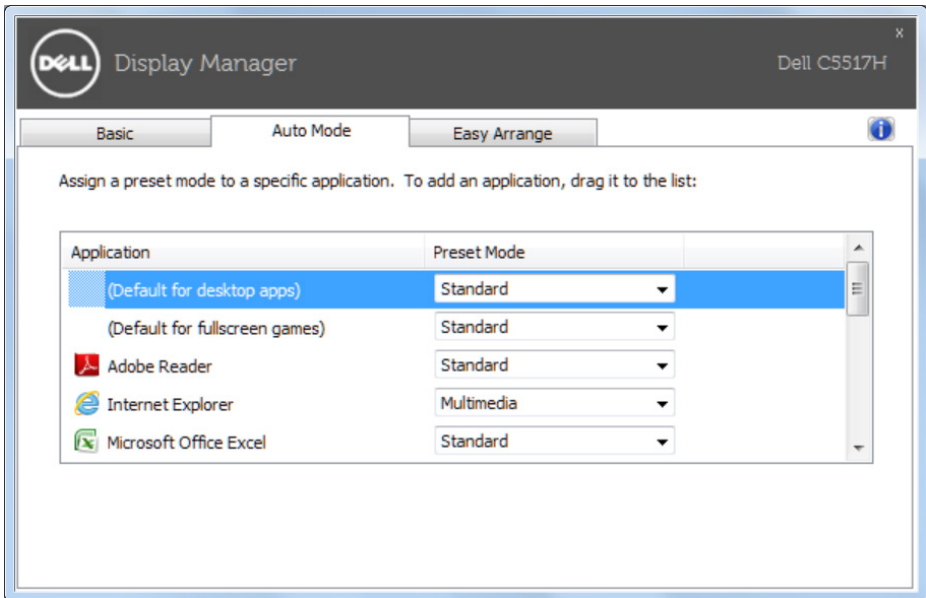 DELL Display Manager
x
Dell C5517H
Basic Auto Mode Easy Arrange
Assign a preset mode to a specific application. To add an application, drag it to the list:
Application Preset Mode
(Default for desktop apps) Standard
(Default for fullscreen games) Standard
Adobe Reader Standard
Internet Explorer Multimedia
Microsoft Office Excel Standard